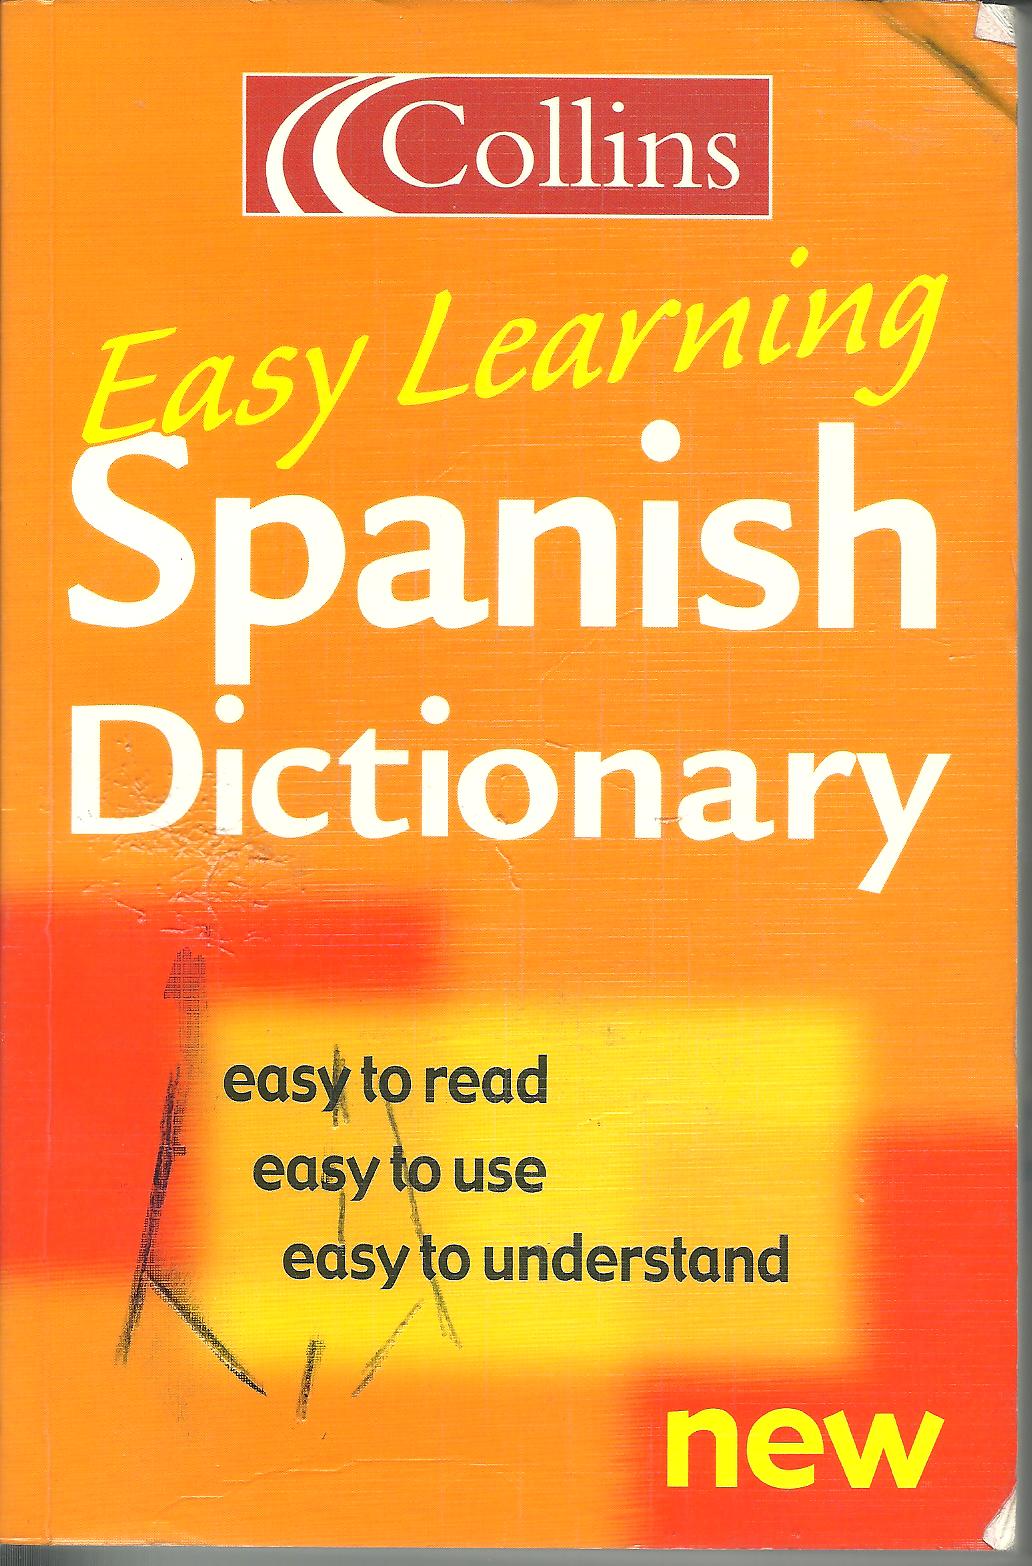 Collins
Easy Learning
Spanish
Dictionary
easy to read
easy to use
easy to understand
new